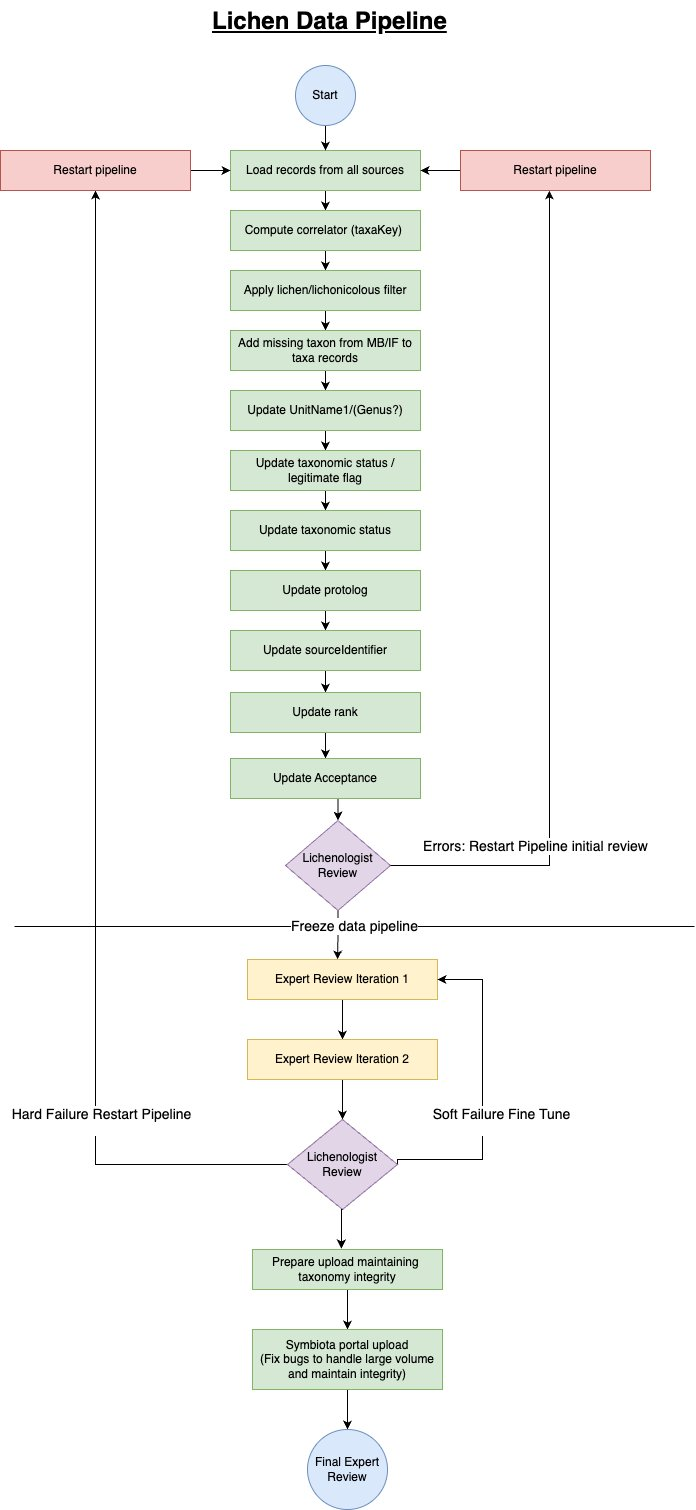 Lichen Data Pipeline
Start
Restart pipeline
Load records from all sources
Restart pipeline
Compute correlator (taxaKey)
Apply lichen/lichonicolous filter
Add missing taxon from MB/IF to
taxa records
Update UnitName1/(Genus?)
Update taxonomic status /
legitimate flag
Update taxonomic status
Update protolog
Update sourceIdentifier
Update rank
Update Acceptance
Lichenologist
Review
Errors: Restart Pipeline initial review
Freeze data pipeline
Expert Review Iteration 1
Expert Review Iteration 2
Hard Failure Restart Pipeline
Soft Failure Fine Tune
Lichenologist
Review
Prepare upload maintaining
taxonomy integrity
Symbiota portal upload
(Fix bugs to handle large volume
and maintain integrity)
Final Expert
Review